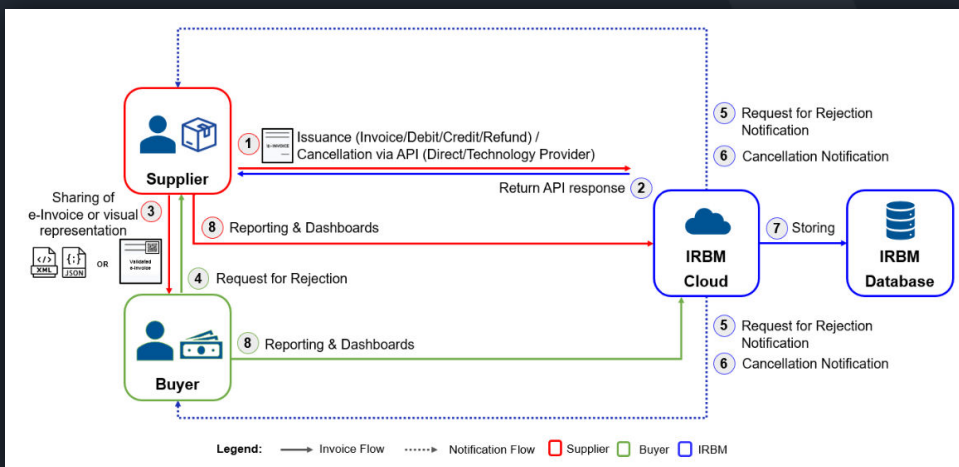 5 Request for Rejection
Notification
6 Cancellation Notification
1 e-INVOICE Issuance (Invoice/Debit/Credit/Refund) /
Cancellation via API (Direct/Technology Provider)
Supplier
Return API response 2
Sharing of
e-Invoice or visual
representation
3
</> XML {;} JSON OR Validated e-Invoice
8 Reporting & Dashboards
4 Request for Rejection
IRBM
Cloud
7 Storing
IRBM
Database
Buyer
8 Reporting & Dashboards
5 Request for Rejection
Notification
6 Cancellation Notification
Legend: Invoice Flow Notification Flow Supplier Buyer IRBM